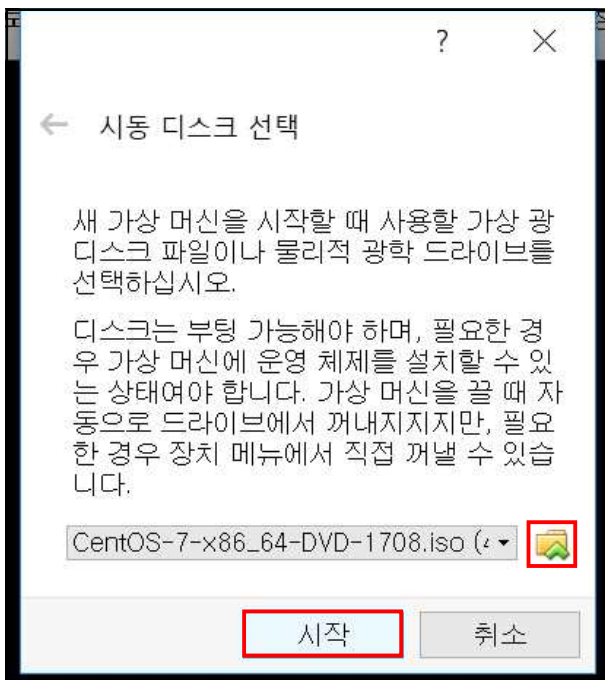 ?
시동 디스크 선택
새 가상 머신을 시작할 때 사용할 가상 광
디스크 파일이나 물리적 광학 드라이브를
선택하십시오.
디스크는 부팅 가능해야 하며, 필요한 경
우 가상 머신에 운영 체제를 설치할 수 있
는 상태여야 합니다. 가상 머신을 끌 때 자
동으로 드라이브에서 꺼내지지지만, 필요
한 경우 장치 메뉴에서 직접 꺼낼 수 있습
니다.
CentOS-7-x86_64-DVD-1708.iso (
시작
취소